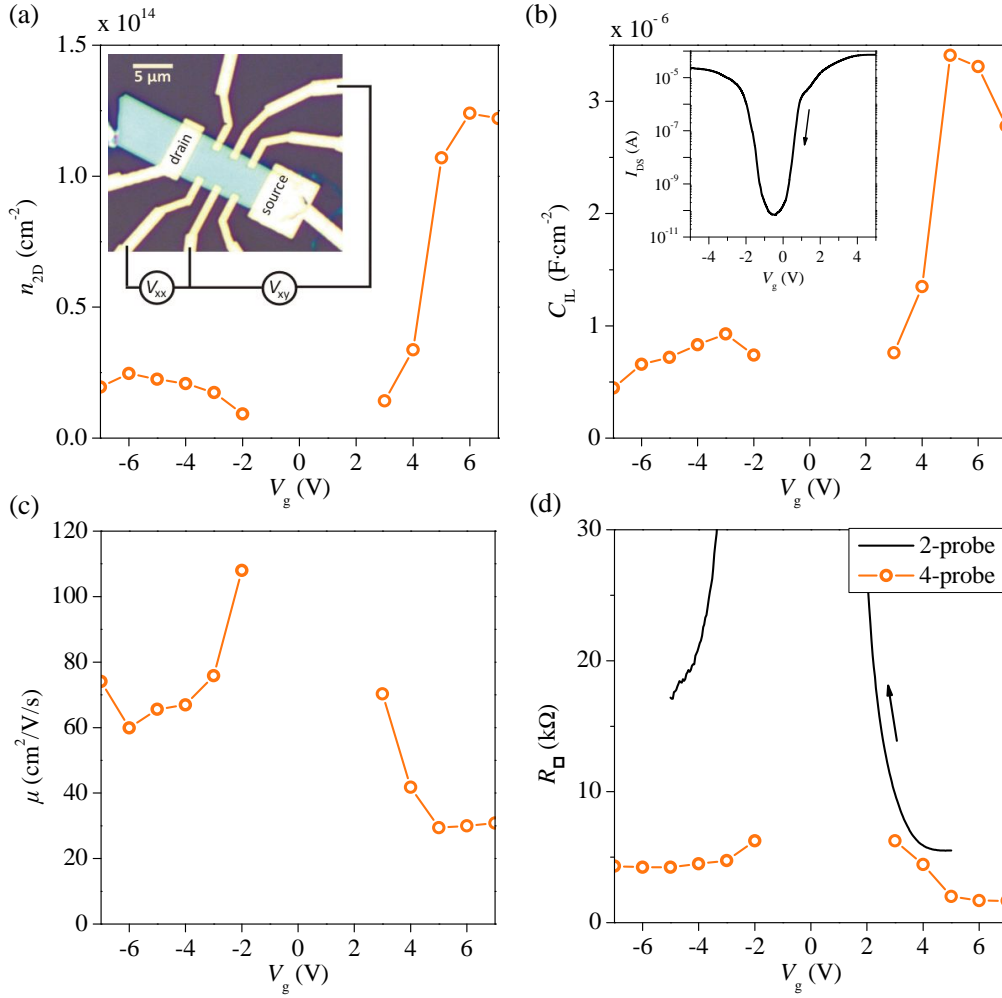 (a)
x 10^14
1.5
1.0
0.5
0.0
n_2D (cm^-2)
-6 -4 -2 0 2 4 6
V_g (V)
5 μm
drain
source
V_xx
V_xy
(b)
x 10^-6
3
2
1
0
C_IL (F·cm^-2)
-6 -4 -2 0 2 4 6
V_g (V)
10^-5
10^-7
10^-9
10^-11
I_DS (A)
-4 -2 0 2 4
V_g (V)
(c)
120
100
80
60
40
20
0
μ (cm^2/V/s)
-6 -4 -2 0 2 4 6
V_g (V)
(d)
30
20
10
0
R_□ (kΩ)
2-probe
4-probe
-6 -4 -2 0 2 4 6
V_g (V)